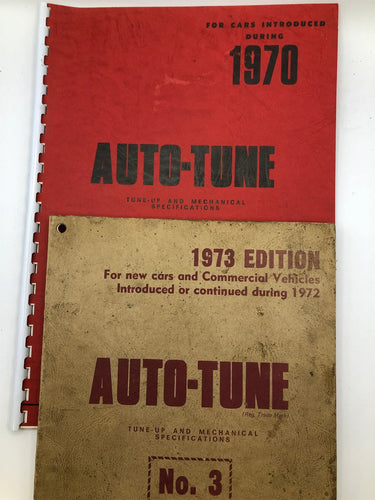 FOR CARS INTRODUCED
DURING
1970
AUTO-TUNE
TUNE-UP AND MECHANICAL
SPECIFICATIONS
1973 EDITION
For new cars and Commercial Vehicles
Introduced or continued during 1972
AUTO-TUNE
(Reg. Trade Mark)
TUNE-UP AND MECHANICAL
SPECIFICATIONS
No. 3